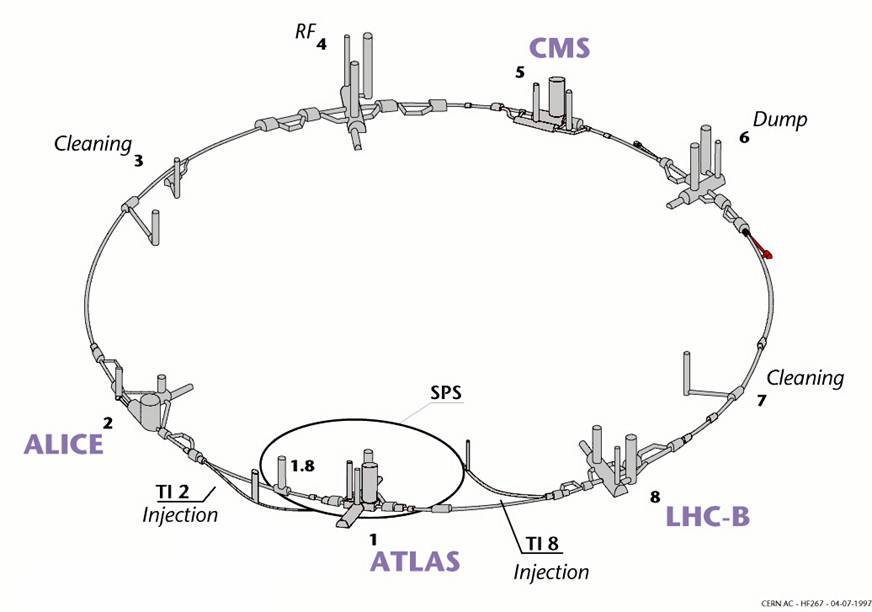 RF
4
CMS
5
Dump
6
Cleaning
3
Cleaning
7
SPS
ALICE
2
1.8
TI 2
Injection
8
LHC-B
1
ATLAS
TI 8
Injection
CERN AC - HF267 - 04-07-1997